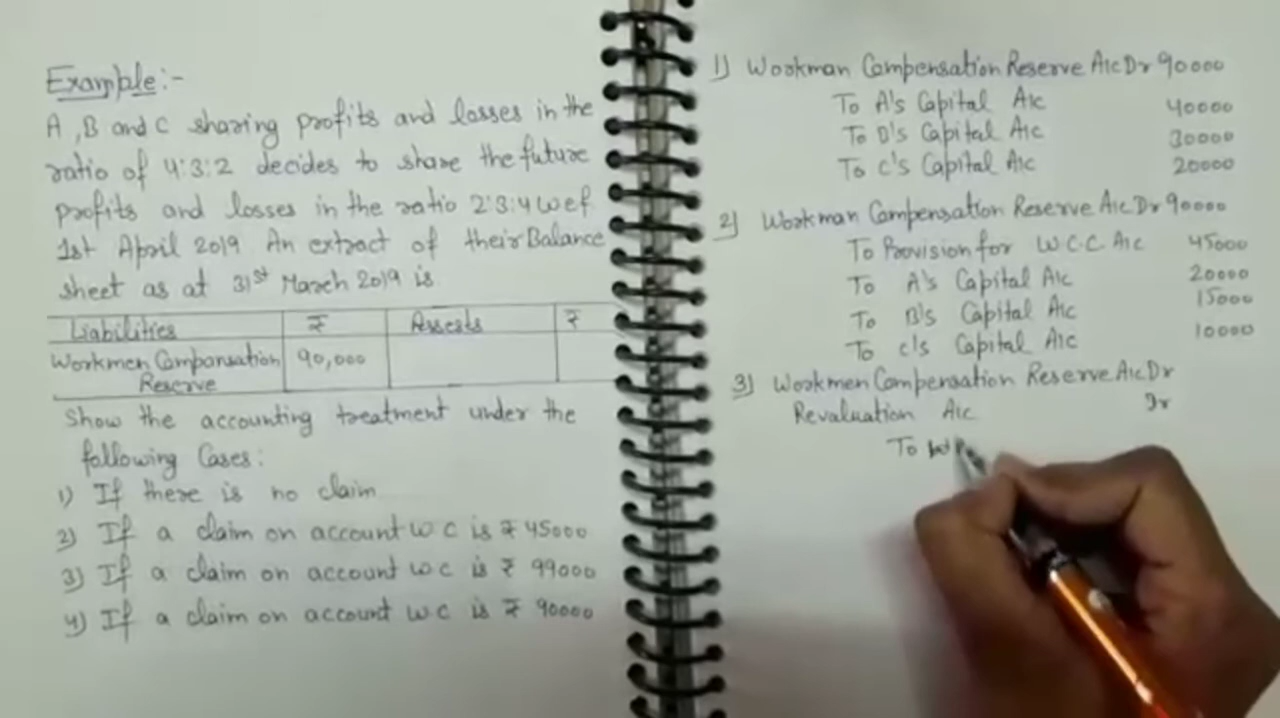 Example:-
A, B and C sharing profits and losses in the
ratio of 4:3:2 decides to share the future
profits and losses in the ratio 2:3:4 w e f
1st April 2019. An extract of their Balance
sheet as at 31st March 2019 is
Liabilities ₹ Assests ₹
Workmen Compansation 90,000
Reserve
Show the accounting treatment under the
following Cases:
1) If there is no claim
2) If a claim on account w c is ₹ 45000
3) If a claim on account w c is ₹ 99000
4) If a claim on account w c is ₹ 90000
1) Workman Compensation Reserve A/c Dr 90000
To A's Capital A/c 40000
To B's Capital A/c 30000
To C's Capital A/c 20000
2) Workman Compensation Reserve A/c Dr 90000
To Provision for W.C.C. A/c 45000
To A's Capital A/c 20000
To B's Capital A/c 15000
To C's Capital A/c 10000
3) Workmen Compensation Reserve A/c Dr
Revaluation A/c Dr
To